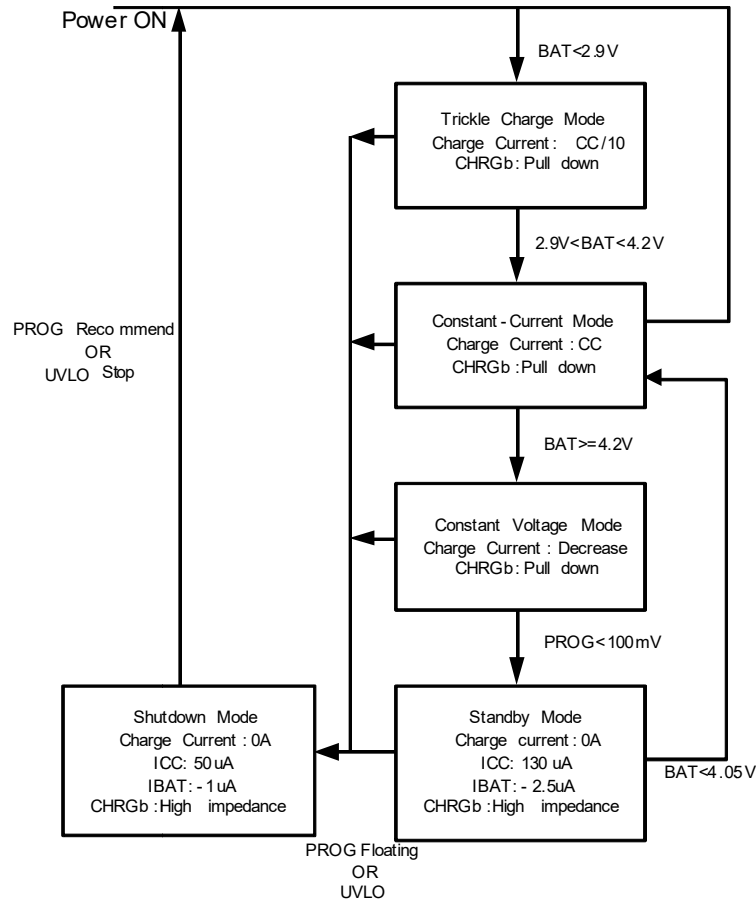 Power ON
BAT<2.9V
Trickle Charge Mode
Charge Current: CC/10
CHRGb: Pull down
2.9V<BAT<4.2V
PROG Recommend
OR
UVLO Stop
Constant-Current Mode
Charge Current: CC
CHRGb: Pull down
BAT>=4.2V
Constant Voltage Mode
Charge Current: Decrease
CHRGb: Pull down
PROG<100mV
Shutdown Mode
Charge Current: 0A
ICC: 50uA
IBAT: -1uA
CHRGb: High impedance
Standby Mode
Charge current: 0A
ICC: 130 uA
IBAT: -2.5uA
CHRGb: High impedance
BAT<4.05V
PROG Floating
OR
UVLO